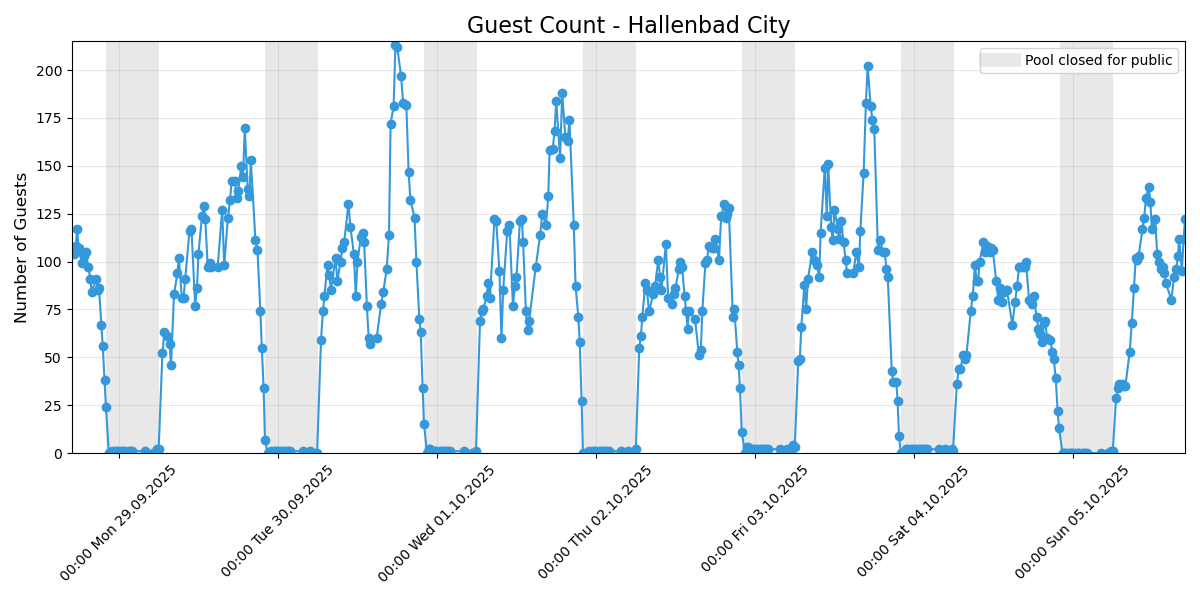 Guest Count - Hallenbad City
Pool closed for public
Number of Guests
200
175
150
125
100
75
50
25
0
00:00 Mon 29.09.2025
00:00 Tue 30.09.2025
00:00 Wed 01.10.2025
00:00 Thu 02.10.2025
00:00 Fri 03.10.2025
00:00 Sat 04.10.2025
00:00 Sun 05.10.2025